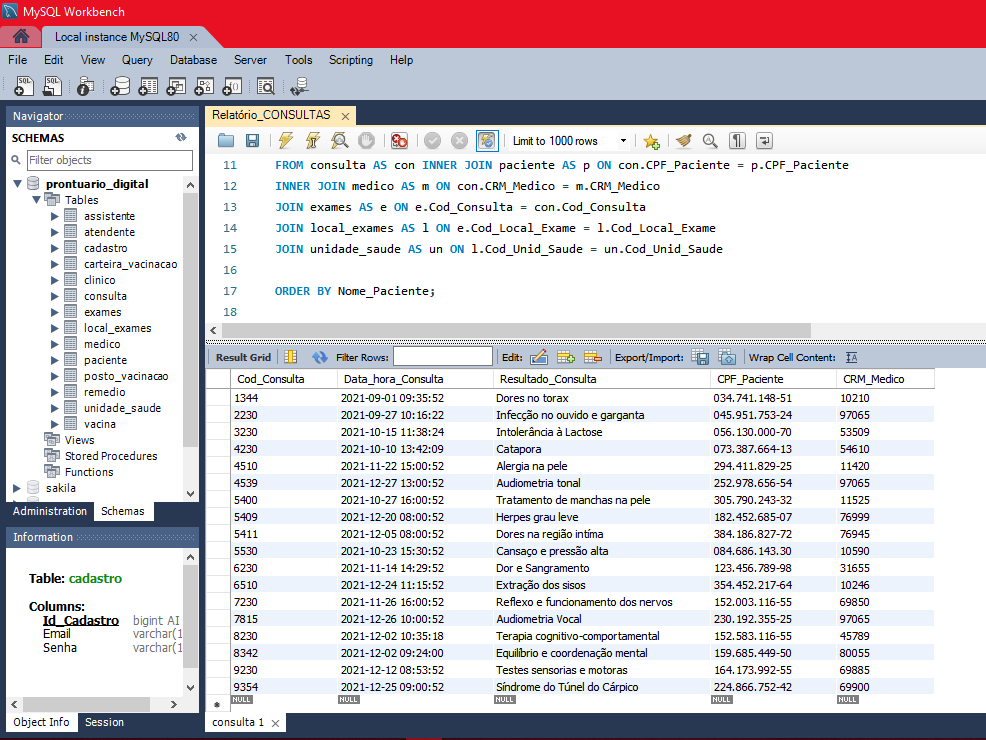 MySQL Workbench
Local instance MySQL80
File Edit View Query Database Server Tools Scripting Help
Navigator
SCHEMAS
Filter objects
prontuario_digital
Tables
assistente
atendente
cadastro
carteira_vacinacao
clinico
consulta
exames
local_exames
medico
paciente
posto_vacinacao
remedio
unidade_saude
vacina
Views
Stored Procedures
Functions
sakila
Administration Schemas
Information
Table: cadastro
Columns:
Id_Cadastro bigint AI
Email varchar(1
Senha varchar(1
Object Info Session
Relatório_CONSULTAS
Limit to 1000 rows
11 FROM consulta AS con INNER JOIN paciente AS p ON con.CPF_Paciente = p.CPF_Paciente
12 INNER JOIN medico AS m ON con.CRM_Medico = m.CRM_Medico
13 JOIN exames AS e ON e.Cod_Consulta = con.Cod_Consulta
14 JOIN local_exames AS l ON e.Cod_Local_Exame = l.Cod_Local_Exame
15 JOIN unidade_saude AS un ON l.Cod_Unid_Saude = un.Cod_Unid_Saude
16
17 ORDER BY Nome_Paciente;
18
Result Grid Filter Rows: Edit: Export/Import: Wrap Cell Content:
Cod_Consulta Data_hora_Consulta Resultado_Consulta CPF_Paciente CRM_Medico
1344 2021-09-01 09:35:52 Dores no torax 034.741.148-51 10210
2230 2021-09-27 10:16:22 Infecção no ouvido e garganta 045.951.753-24 97065
3230 2021-10-15 11:38:24 Intolerância à Lactose 056.130.000-70 53509
4230 2021-10-10 13:42:09 Catapora 073.387.664-13 54610
4510 2021-11-22 15:00:52 Alergia na pele 294.411.829-25 11420
4539 2021-12-27 13:00:52 Audiometria tonal 252.978.656-54 97065
5400 2021-10-27 16:00:52 Tratamento de manchas na pele 305.790.243-32 11525
5409 2021-12-20 08:00:52 Herpes grau leve 182.452.685-07 76999
5411 2021-12-05 08:00:52 Dores na região intíma 384.186.827-72 76945
5530 2021-10-23 15:30:52 Cansaço e pressão alta 084.686.143.30 10590
6230 2021-11-14 14:29:52 Dor e Sangramento 123.456.789-98 31655
6510 2021-12-24 11:15:52 Extração dos sisos 354.452.217-64 10246
7230 2021-11-26 16:00:52 Reflexo e funcionamento dos nervos 152.003.116-55 69850
7815 2021-12-26 10:00:52 Audiometria Vocal 230.192.355-25 97065
8230 2021-12-02 10:35:18 Terapia cognitivo-comportamental 152.583.116-55 45789
8342 2021-12-02 09:24:00 Equilíbrio e coordenação mental 159.685.449-50 80055
9230 2021-12-12 08:53:52 Testes sensorias e motoras 164.173.992-55 69885
9354 2021-12-25 09:00:52 Síndrome do Túnel do Cárpico 224.866.752-42 69900
NULL NULL NULL NULL NULL
consulta 1